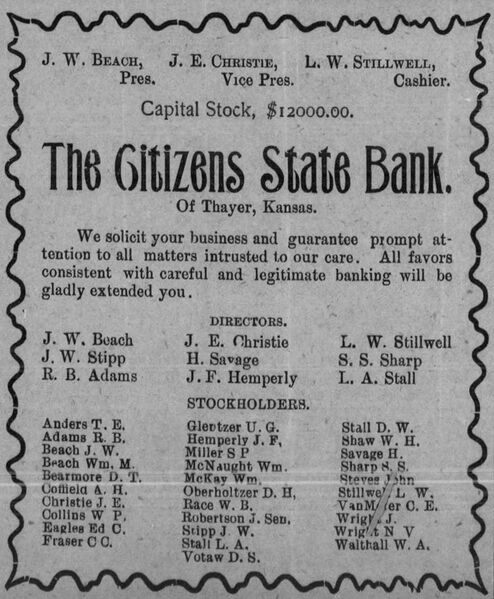 J. W. BEACH, J. E. CHRISTIE, L. W. STILLWELL,
Pres. Vice Pres. Cashier.
Capital Stock, $12000.00.
The Citizens State Bank.
Of Thayer, Kansas.
We solicit your business and guarantee prompt at-
tention to all matters intrusted to our care. All favors
consistent with careful and legitimate banking will be
gladly extended you.
DIRECTORS.
J. W. Beach J. E. Christie L. W. Stillwell
J. W. Stipp H. Savage S. S. Sharp
R. B. Adams J. F. Hemperly L. A. Stall
STOCKHOLDERS.
Anders T. E. Glentzer U. G. Stall D. W.
Adams R. B. Hemperly J. F, Shaw W. H.
Beach J. W. Miller S P Savage H.
Beach Wm. M. McNaught Wm. Sharp S. S.
Bearmore D. T. McKay Wm, Steves John
Coffield A. H. Oberholtzer D. H, Stillwell L W.
Christie J. E. Race W. B. C. E.
Collins W P. Robertson J. Sen, Wright J.
Eagles Ed C. Stipp J. W. Wright N V
Fraser C C. Stall L. A. Walthall W. A.
Votaw D. S.